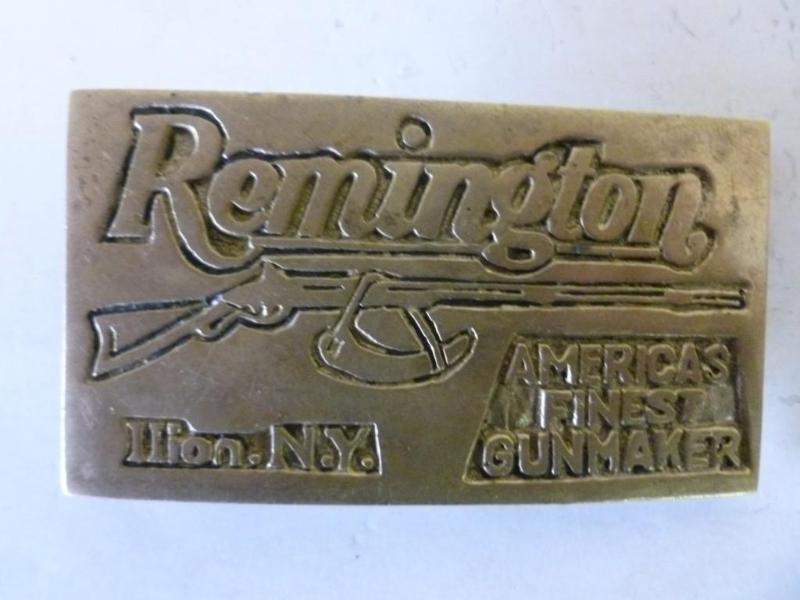 Remington
Ilion. N.Y.
AMERICAS
FINEST
GUNMAKER